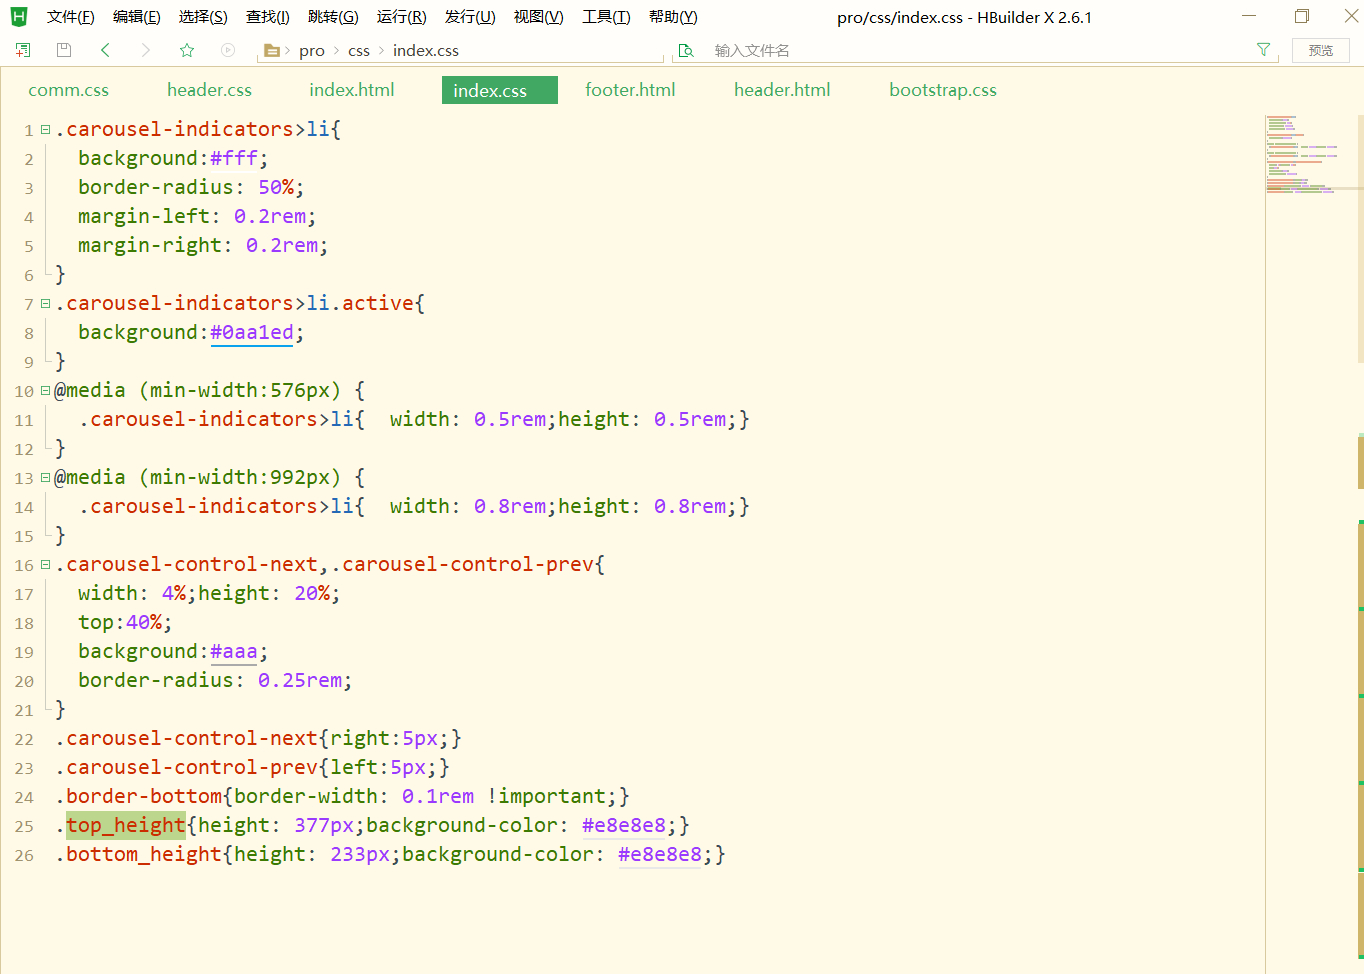 文件(F) 编辑(E) 选择(S) 查找(I) 跳转(G) 运行(R) 发行(U) 视图(V) 工具(T) 帮助(Y) pro/css/index.css - HBuilder X 2.6.1
pro css index.css 输入文件名 预览
comm.css header.css index.html index.css footer.html header.html bootstrap.css
1 .carousel-indicators>li{
2 background:#fff;
3 border-radius: 50%;
4 margin-left: 0.2rem;
5 margin-right: 0.2rem;
6 }
7 .carousel-indicators>li.active{
8 background:#0aa1ed;
9 }
10 @media (min-width:576px) {
11 .carousel-indicators>li{  width: 0.5rem;height: 0.5rem;}
12 }
13 @media (min-width:992px) {
14 .carousel-indicators>li{  width: 0.8rem;height: 0.8rem;}
15 }
16 .carousel-control-next,.carousel-control-prev{
17 width: 4%;height: 20%;
18 top:40%;
19 background:#aaa;
20 border-radius: 0.25rem;
21 }
22 .carousel-control-next{right:5px;}
23 .carousel-control-prev{left:5px;}
24 .border-bottom{border-width: 0.1rem !important;}
25 .top_height{height: 377px;background-color: #e8e8e8;}
26 .bottom_height{height: 233px;background-color: #e8e8e8;}